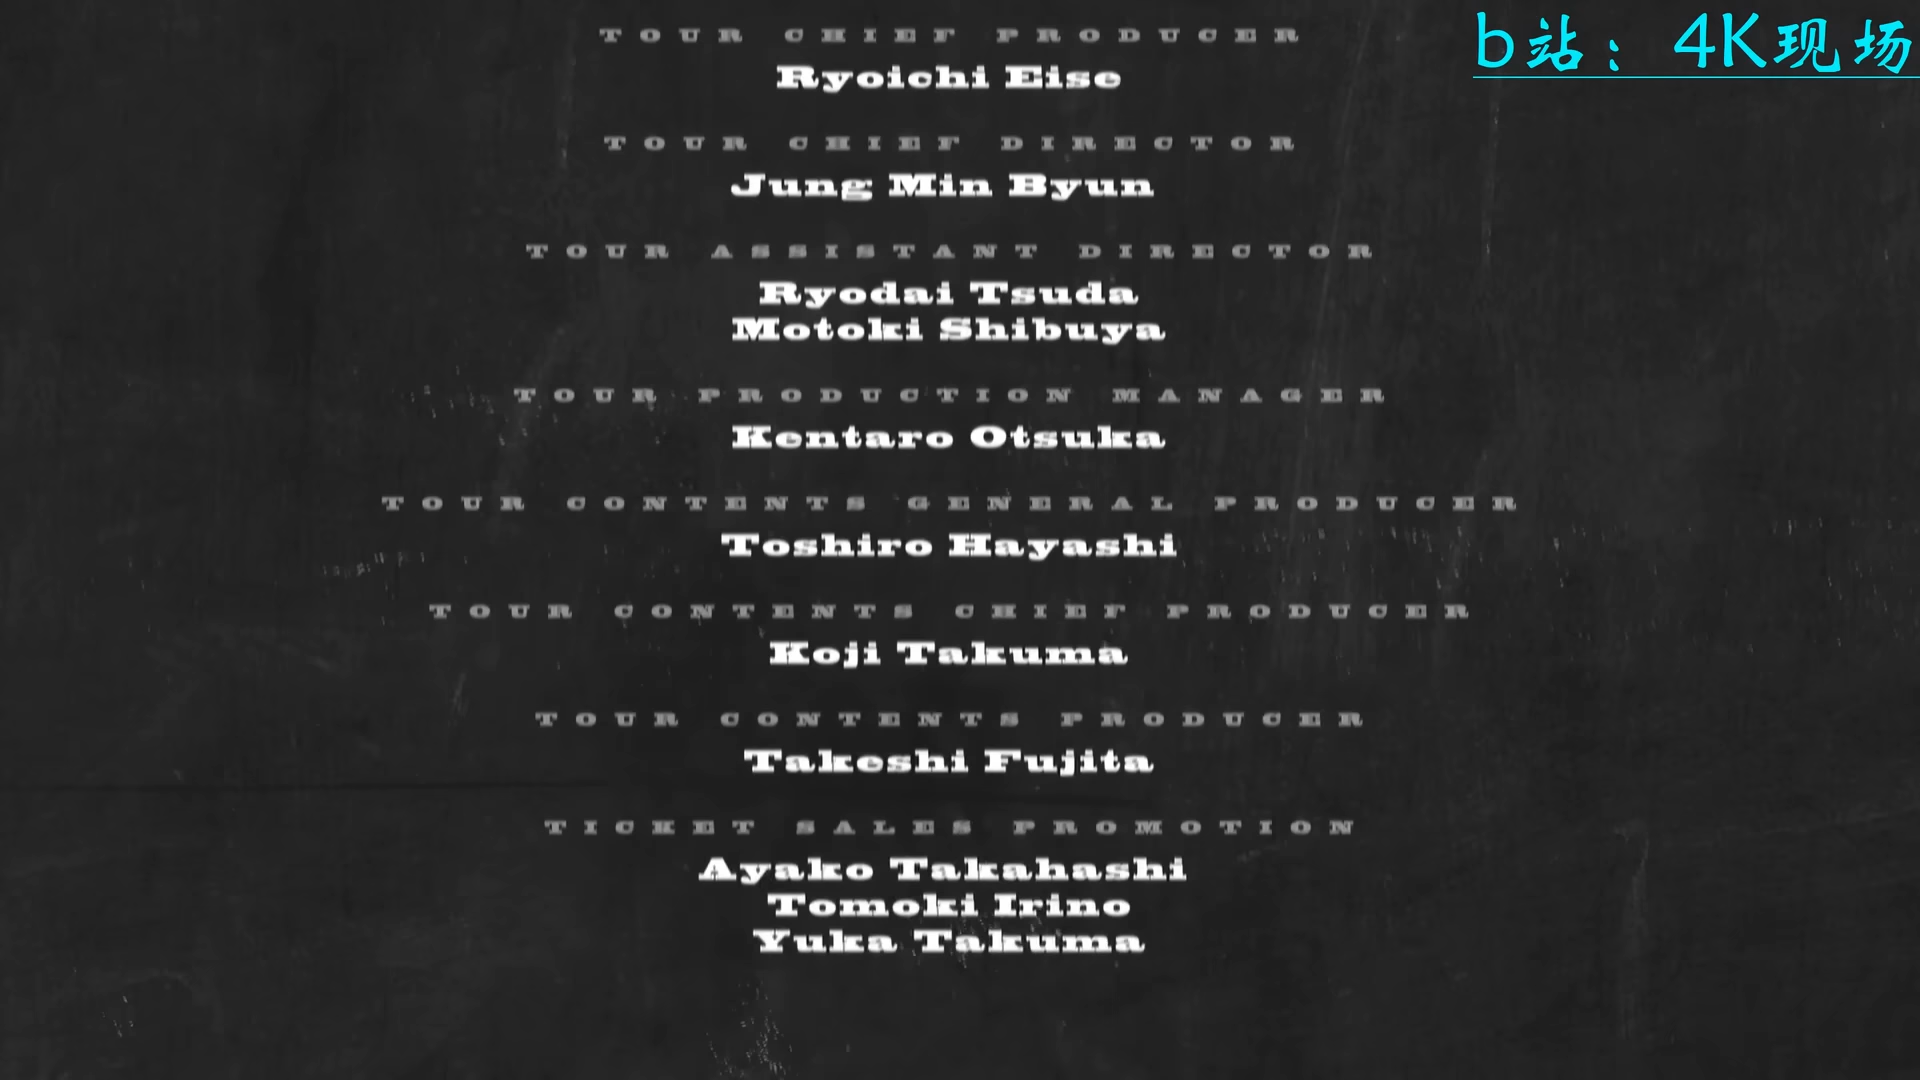 TOUR CHIEF PRODUCER
b站：4K现场
Ryoichi Eise
TOUR CHIEF DIRECTOR
Jung Min Byun
TOUR ASSISTANT DIRECTOR
Ryodai Tsuda
Motoki Shibuya
TOUR PRODUCTION MANAGER
Kentaro Otsuka
TOUR CONTENTS GENERAL PRODUCER
Toshiro Hayashi
TOUR CONTENTS CHIEF PRODUCER
Koji Takuma
TOUR CONTENTS PRODUCER
Takeshi Fujita
TICKET SALES PROMOTION
Ayako Takahashi
Tomoki Irino
Yuka Takuma